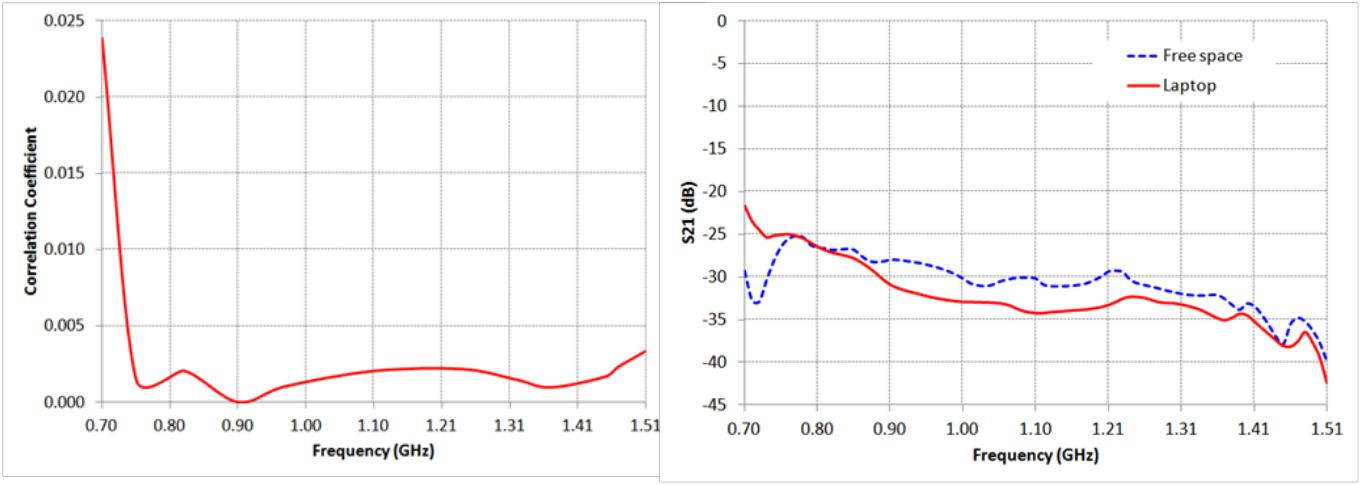 0.025
0.020
0.015
0.010
0.005
0.000
Correlation Coefficient
0.70 0.80 0.90 1.00 1.10 1.21 1.31 1.41 1.51
Frequency (GHz)
0
-5
-10
-15
-20
-25
-30
-35
-40
-45
S21 (dB)
Free space
Laptop
0.70 0.80 0.90 1.00 1.10 1.21 1.31 1.41 1.51
Frequency (GHz)